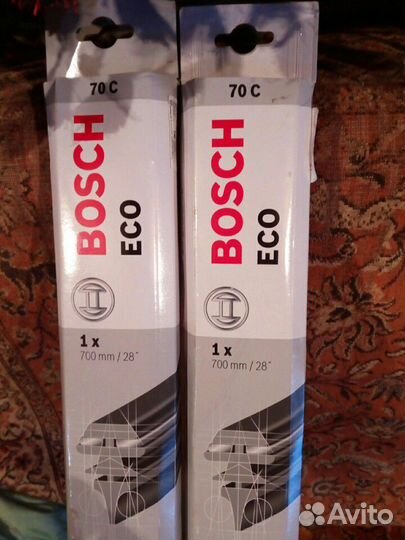 70 C
BOSCH
ECO
1 x
700 mm / 28"
70 C
BOSCH
ECO
1 x
700 mm / 28"
Avito